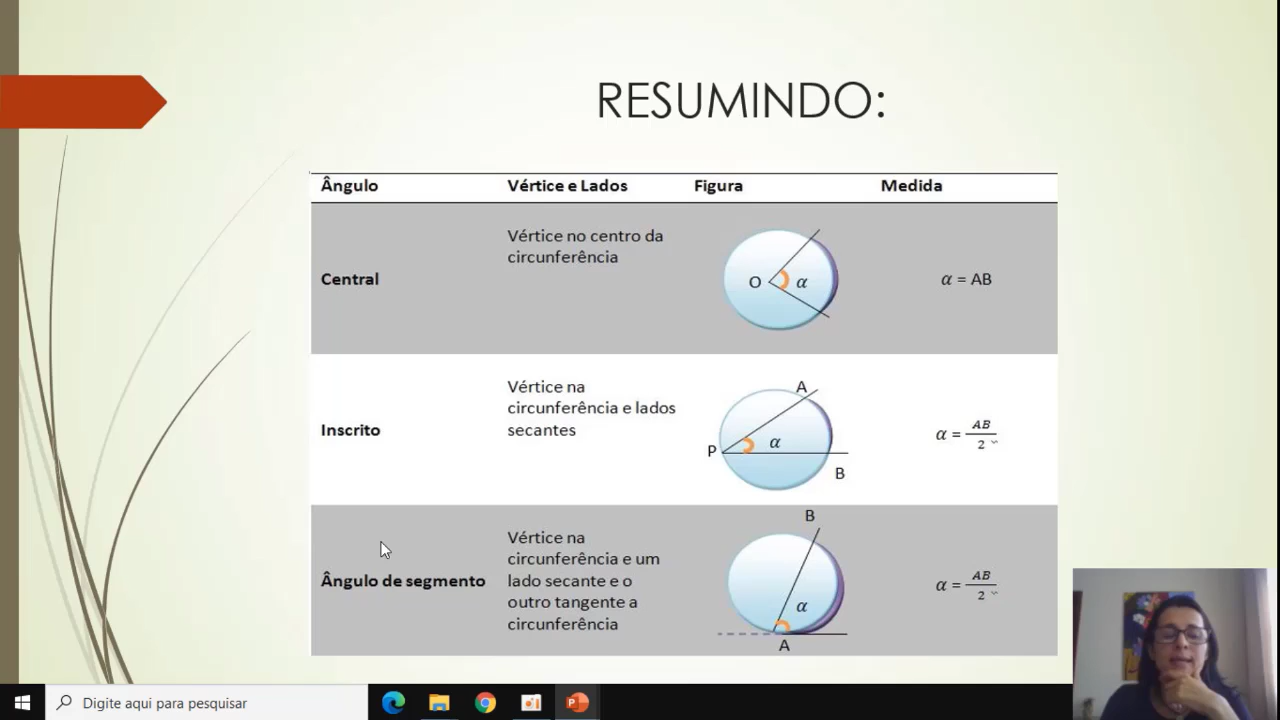 RESUMINDO:
Ângulo Vértice e Lados Figura Medida
Central
Vértice no centro da
circunferência
O α
α = AB
Inscrito
Vértice na
circunferência e lados
secantes
A
P α
B
α = AB/2
Ângulo de segmento
Vértice na
circunferência e um
lado secante e o
outro tangente a
circunferência
B
α
A
α = AB/2
Digite aqui para pesquisar